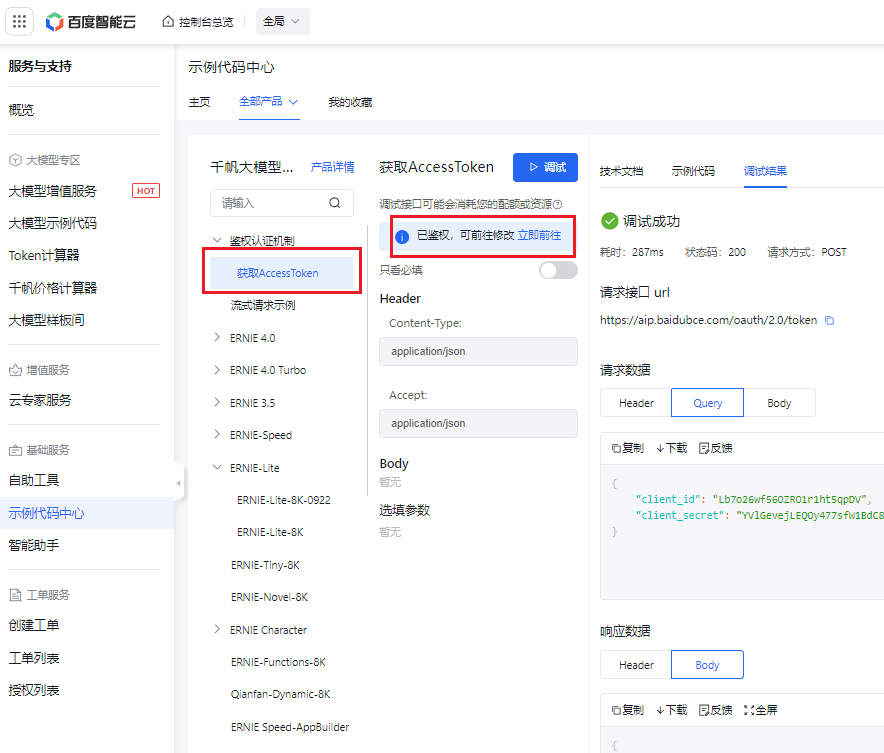 百度智能云
控制台总览
全局
服务与支持
概览
大模型专区
大模型增值服务 HOT
大模型示例代码
Token计算器
千帆价格计算器
大模型样板间
增值服务
云专家服务
基础服务
自助工具
示例代码中心
智能助手
工单服务
创建工单
工单列表
授权列表
示例代码中心
主页 全部产品 我的收藏
千帆大模型... 产品详情
请输入
鉴权认证机制
获取AccessToken
流式请求示例
ERNIE 4.0
ERNIE 4.0 Turbo
ERNIE 3.5
ERNIE-Speed
ERNIE-Lite
ERNIE-Lite-8K-0922
ERNIE-Lite-8K
ERNIE-Tiny-8K
ERNIE-Novel-8K
ERNIE Character
ERNIE-Functions-8K
Qianfan-Dynamic-8K
ERNIE Speed-AppBuilder
获取AccessToken 调试
调试接口可能会消耗您的配额或资源
已鉴权，可前往修改 立即前往
只看必填
Header
Content-Type:
application/json
Accept:
application/json
Body
暂无
选填参数
暂无
技术文档 示例代码 调试结果
调试成功
耗时：287ms 状态码：200 请求方式：POST
请求接口 url
https://aip.baidubce.com/oauth/2.0/token
请求数据
Header Query Body
复制 下载 反馈
{
"client_id": "Lb7o26wf56OZRO1r1ht5qpDV",
"client_secret": "YVlGevejLEQOy477sfW1BdC8
}
响应数据
Header Body
复制 下载 反馈 全屏
{